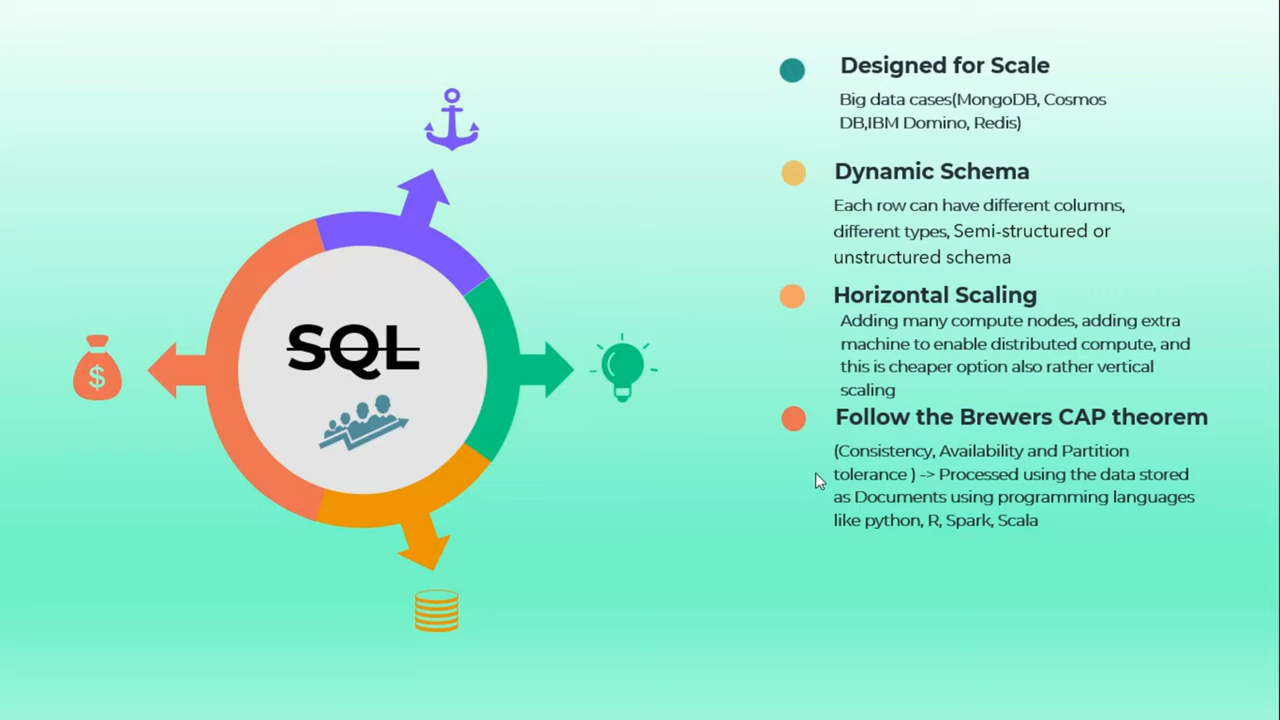 SQL
$
Designed for Scale
Big data cases(MongoDB, Cosmos
DB,IBM Domino, Redis)
Dynamic Schema
Each row can have different columns,
different types, Semi-structured or
unstructured schema
Horizontal Scaling
Adding many compute nodes, adding extra
machine to enable distributed compute, and
this is cheaper option also rather vertical
scaling
Follow the Brewers CAP theorem
(Consistency, Availability and Partition
tolerance ) -> Processed using the data stored
as Documents using programming languages
like python, R, Spark, Scala